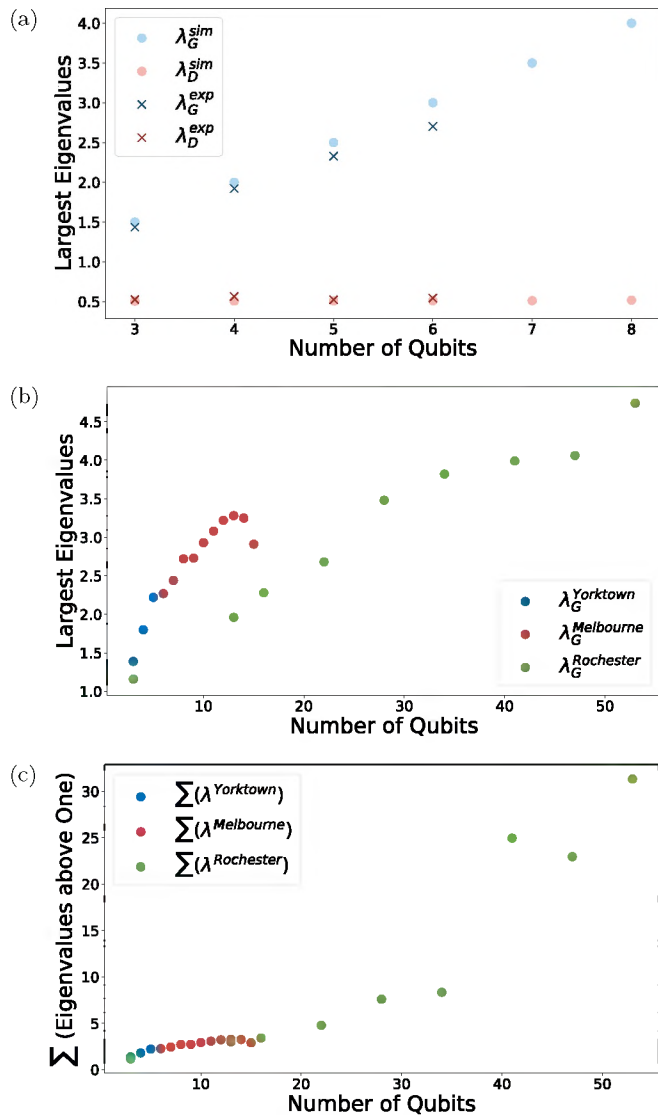 (a)
Largest Eigenvalues
4.0
3.5
3.0
2.5
2.0
1.5
1.0
0.5
λ_G^sim
λ_D^sim
λ_G^exp
λ_D^exp
3 4 5 6 7 8
Number of Qubits
(b)
Largest Eigenvalues
4.5
4.0
3.5
3.0
2.5
2.0
1.5
1.0
λ_G^Yorktown
λ_G^Melbourne
λ_G^Rochester
10 20 30 40 50
Number of Qubits
(c)
∑ (Eigenvalues above One)
30
25
20
15
10
5
0
∑(λ^Yorktown)
∑(λ^Melbourne)
∑(λ^Rochester)
10 20 30 40 50
Number of Qubits